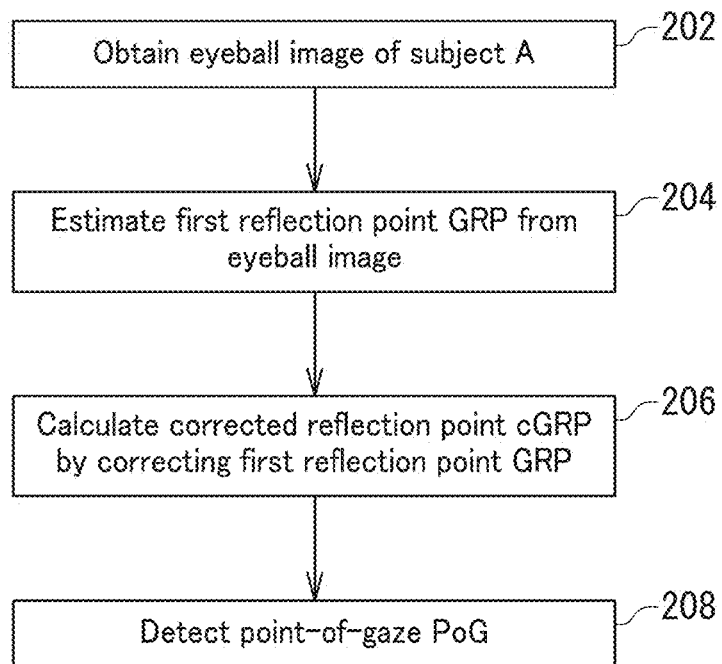 202
Obtain eyeball image of subject A
204
Estimate first reflection point GRP from
eyeball image
206
Calculate corrected reflection point cGRP
by correcting first reflection point GRP
208
Detect point-of-gaze PoG